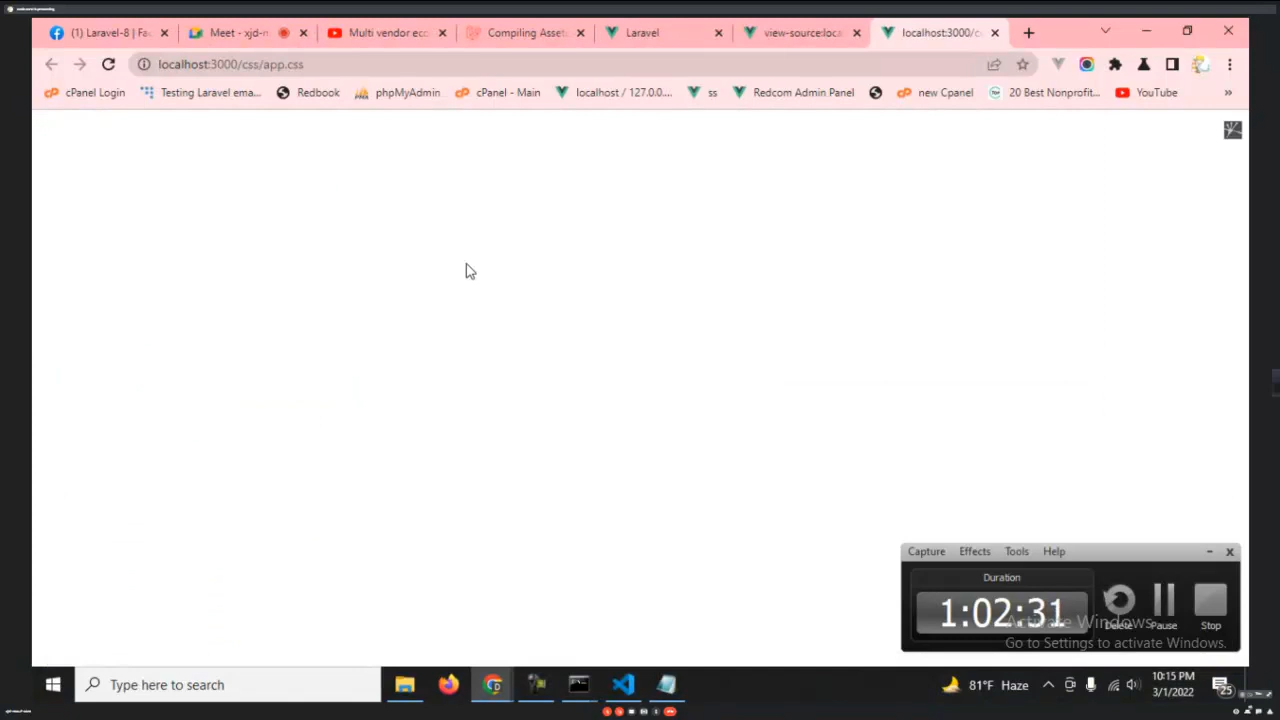 (1) Laravel-8 | Fac
Meet - xjd-n
Multi vendor eco
Compiling Assets
Laravel
view-source:loca
localhost:3000/c
localhost:3000/css/app.css
cPanel Login
Testing Laravel ema...
Redbook
phpMyAdmin
cPanel - Main
localhost / 127.0.0....
ss
Redcom Admin Panel
new Cpanel
20 Best Nonprofit...
YouTube
»
Capture
Effects
Tools
Help
Duration
1:02:31
Delete
Pause
Stop
Activate Windows
Go to Settings to activate Windows.
Type here to search
81°F Haze
10:15 PM
3/1/2022
25